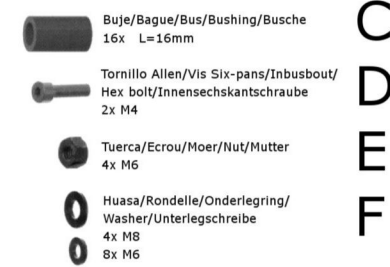 Buje/Bague/Bus/Bushing/Busche
16x L=16mm
C
Tornillo Allen/Vis Six-pans/Inbusbout/
Hex bolt/Innensechskantschraube
2x M4
D
Tuerca/Ecrou/Moer/Nut/Mutter
4x M6
E
Huasa/Rondelle/Onderlegring/
Washer/Unterlegschreibe
4x M8
8x M6
F